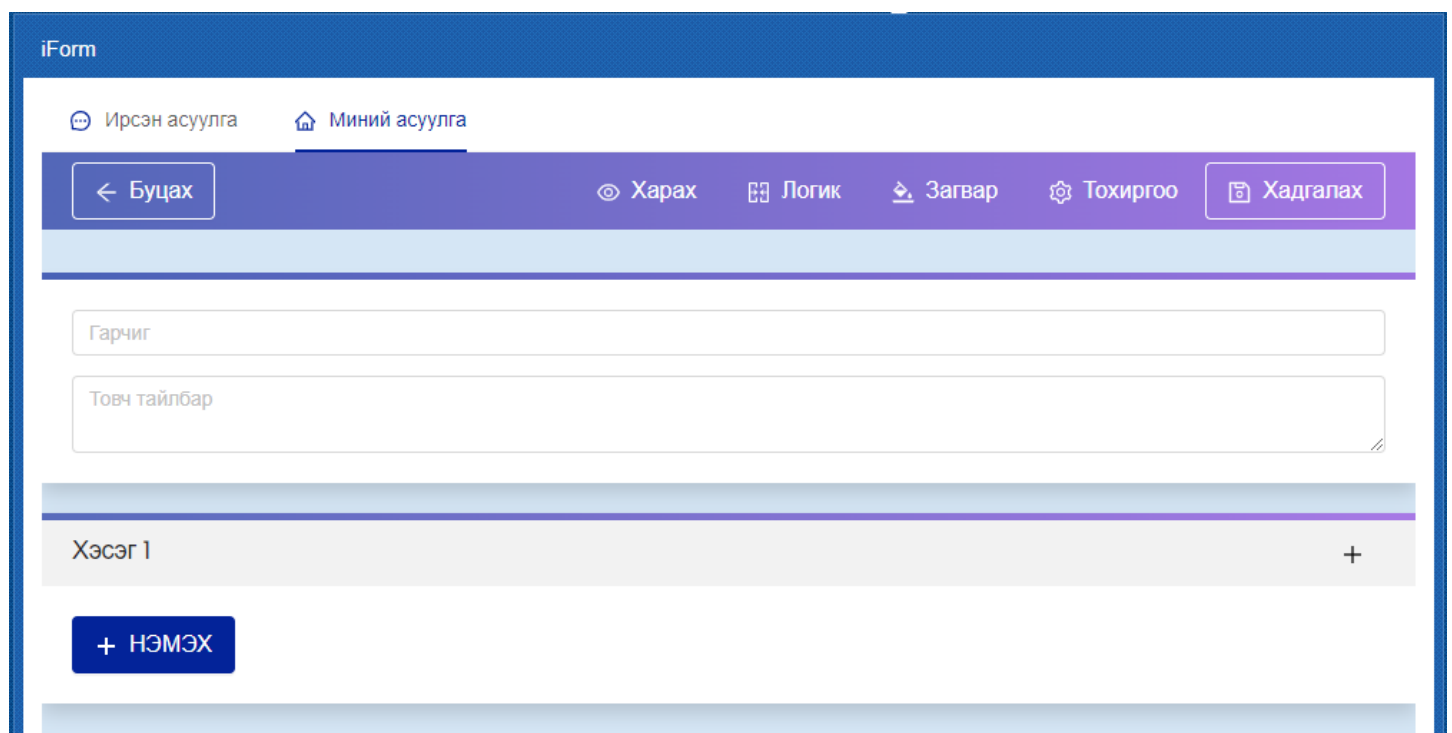 iForm
Ирсэн асуулга Миний асуулга
Буцах Харах Логик Загвар Тохиргоо Хадгалах
Гарчиг
Товч тайлбар
Хэсэг 1
+ НЭМЭХ